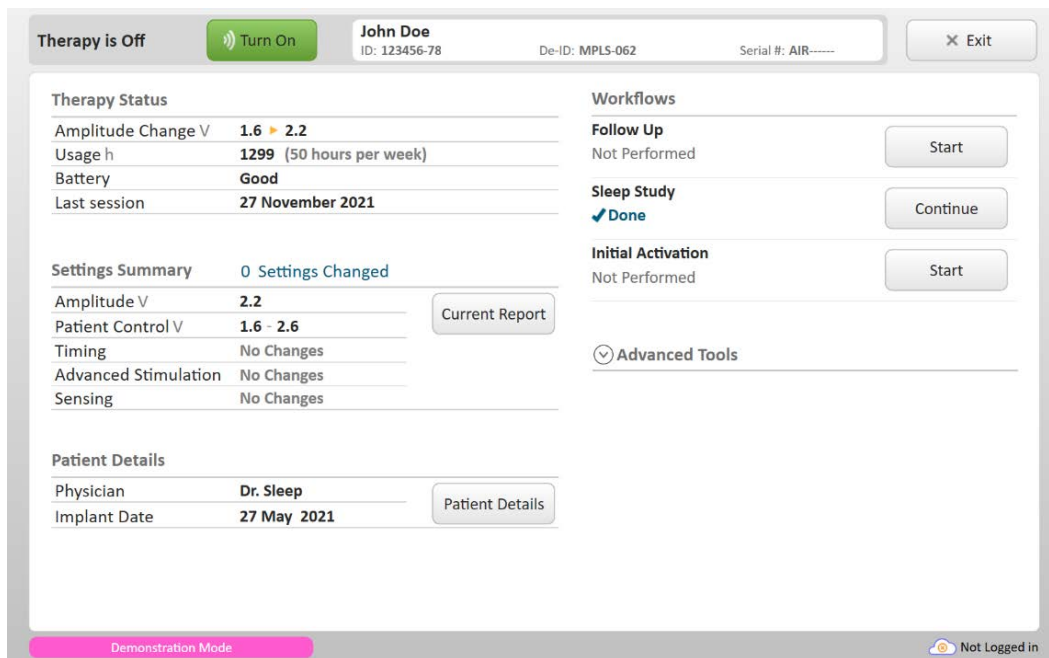 Therapy is Off
Turn On
John Doe
ID: 123456-78 De-ID: MPLS-062 Serial #: AIR------
× Exit
Therapy Status
Amplitude Change V 1.6 ▸ 2.2
Usage h 1299 (50 hours per week)
Battery Good
Last session 27 November 2021
Settings Summary 0 Settings Changed
Amplitude V 2.2
Patient Control V 1.6 - 2.6
Timing No Changes
Advanced Stimulation No Changes
Sensing No Changes
Current Report
Patient Details
Physician Dr. Sleep
Implant Date 27 May 2021
Patient Details
Workflows
Follow Up
Not Performed
Start
Sleep Study
✓Done
Continue
Initial Activation
Not Performed
Start
Advanced Tools
Demonstration Mode
Not Logged in